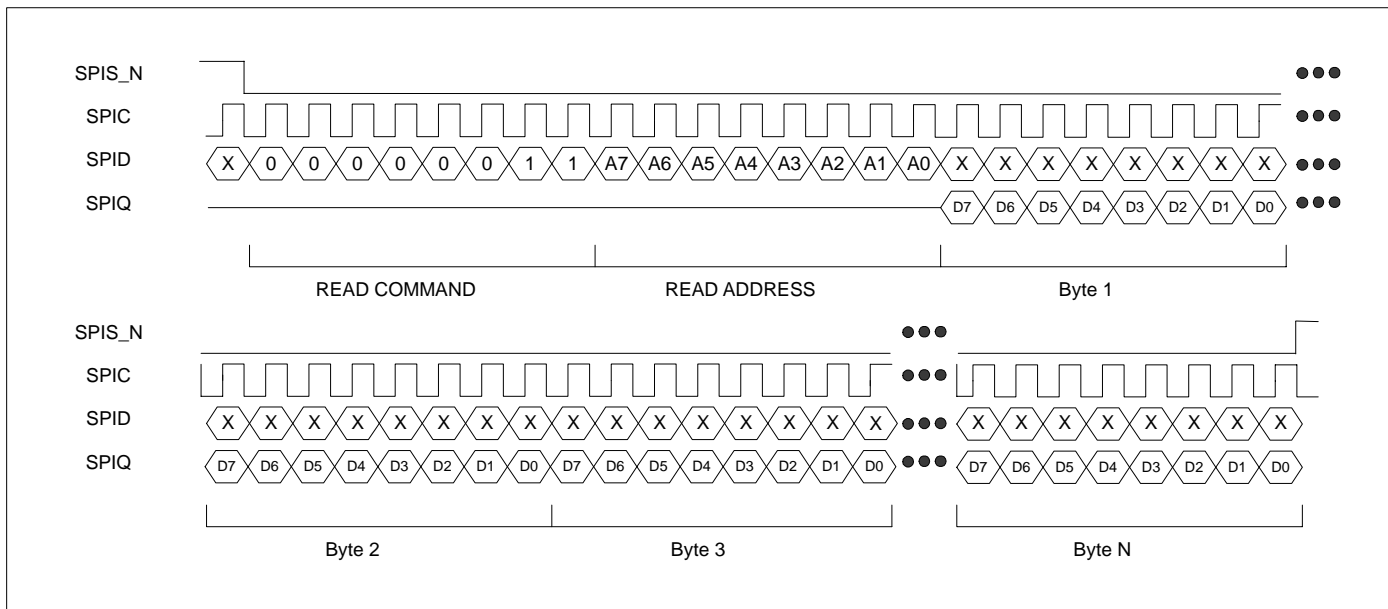 SPIS_N
SPIC
SPID X 0 0 0 0 0 0 1 1 A7 A6 A5 A4 A3 A2 A1 A0 X X X X X X X X
SPIQ D7 D6 D5 D4 D3 D2 D1 D0
READ COMMAND READ ADDRESS Byte 1
SPIS_N
SPIC
SPID X X X X X X X X X X X X X X X X X X X X X X X X
SPIQ D7 D6 D5 D4 D3 D2 D1 D0 D7 D6 D5 D4 D3 D2 D1 D0 D7 D6 D5 D4 D3 D2 D1 D0
Byte 2 Byte 3 Byte N